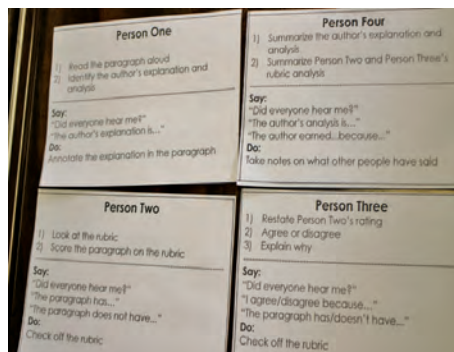 Person One
1) Read the paragraph aloud
2) Identify the author's explanation and
analysis
Say:
"Did everyone hear me?"
"The author's explanation is..."
Do:
Annotate the explanation in the paragraph
Person Four
1) Summarize the author's explanation and
analysis
2) Summarize Person Two and Person Three's
rubric analysis
Say:
"Did everyone hear me?"
"The author's analysis is...."
"The author earned...because..."
Do:
Take notes on what other people have said
Person Two
1) Look at the rubric
2) Score the paragraph on the rubric
Say:
"Did everyone hear me?"
"The paragraph has..."
"The paragraph does not have..."
Do:
Check off the rubric
Person Three
1) Restate Person Two's rating
2) Agree or disagree
3) Explain why
Say:
"Did everyone hear me?"
"I agree/disagree because..."
"The paragraph has/doesn't have..."
Do:
Check off the rubric